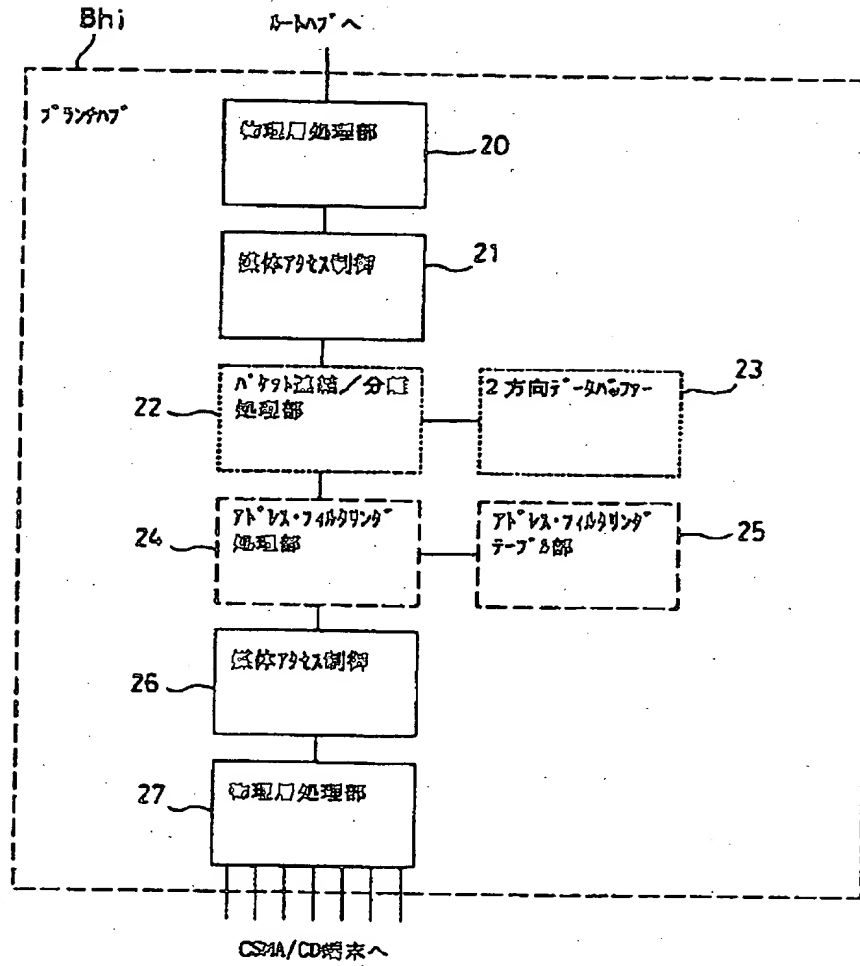 Bhi
ルートハブへ
ブランチハブ
物理層処理部
20
媒体アクセス制御
21
パケット連結/分離
処理部
22
2方向データバッファー
23
アドレス・フィルタリング
処理部
24
アドレス・フィルタリング
テーブル部
25
媒体アクセス制御
26
物理層処理部
27
CSMA/CD端末へ